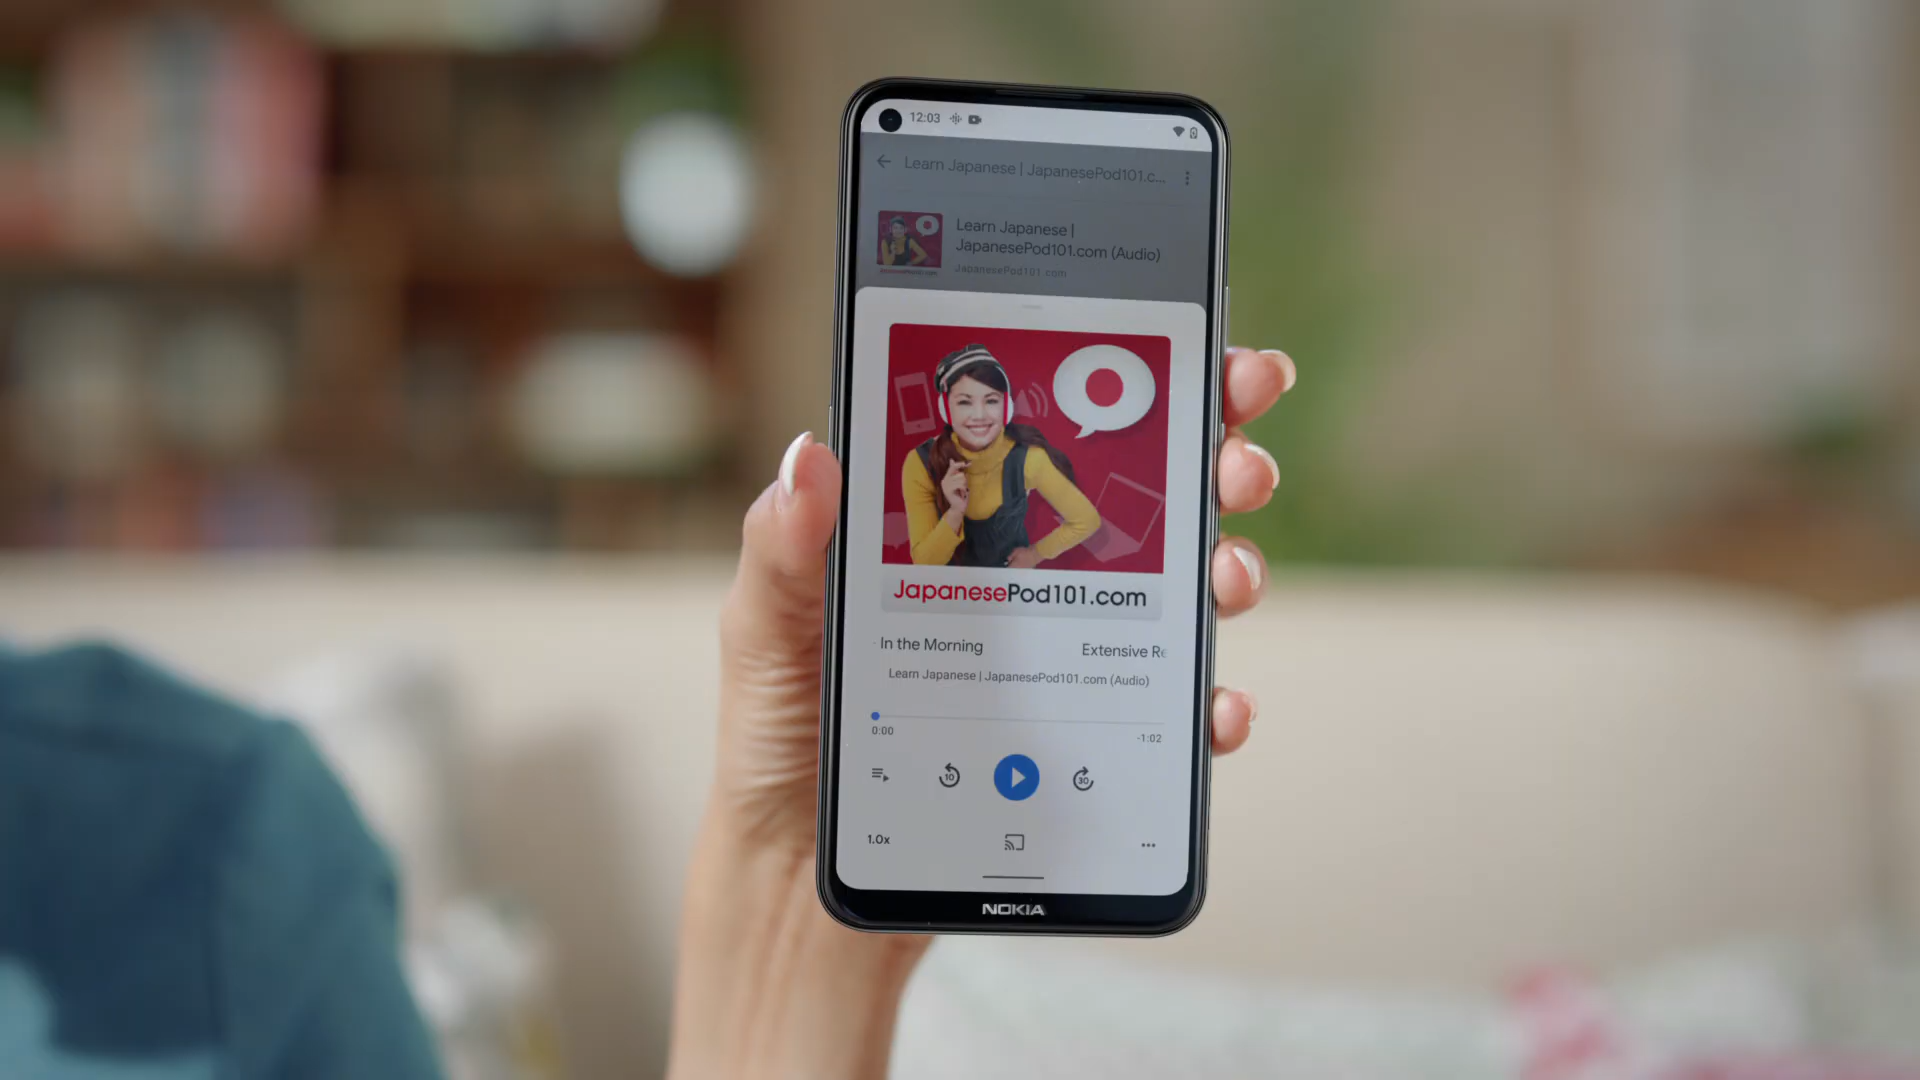 12:03
Learn Japanese | JapanesePod101.c...
Learn Japanese |
JapanesePod101.com (Audio)
JapanesePod101.com
JapanesePod101.com
In the Morning Extensive Re
Learn Japanese | JapanesePod101.com (Audio)
0:00 -1:02
10 30
1.0x
NOKIA